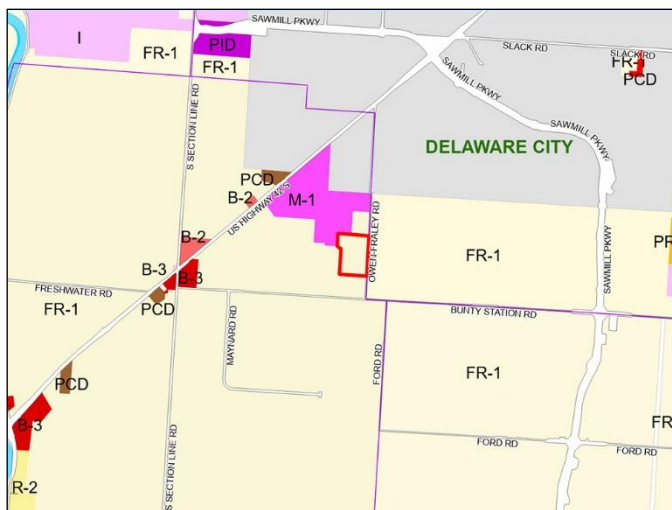 SAWMILL PKWY
I
FR-1
PID
FR-1
SLACK RD
SLACK RD
FR-1
PCD
SAWMILL PKWY
S SECTION LINE RD
SAWMILL PKWY
DELAWARE CITY
PCD
B-2
M-1
US HIGHWAY 42 S
OWEN-FRALEY RD
B-2
FR-1
SAWMILL PKWY
PR
B-3
B-3
FRESHWATER RD
FR-1
PCD
BUNTY STATION RD
MAYNARD RD
FORD RD
PCD
FR-1
S SECTION LINE RD
B-3
FR
FORD RD
FORD RD
R-2